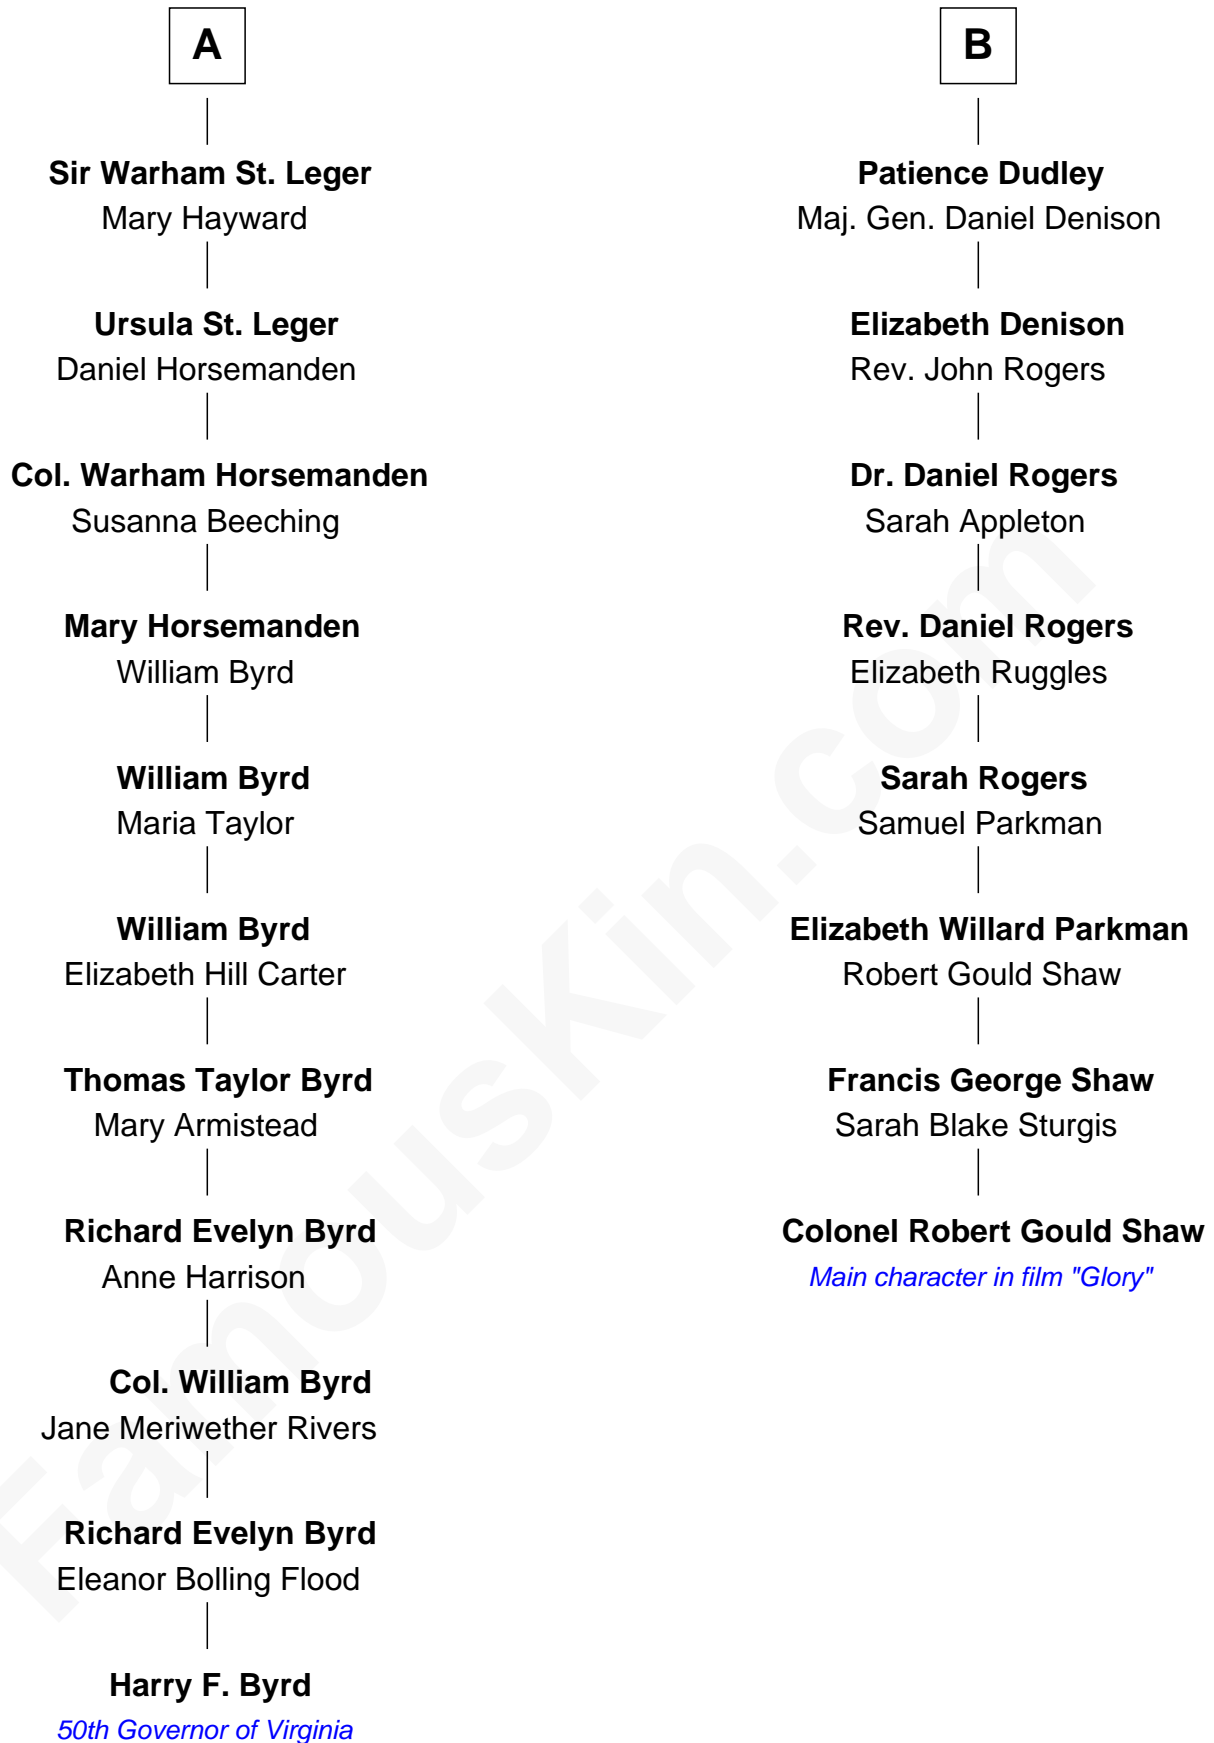 A
Sir Warham St. Leger
Mary Hayward
Ursula St. Leger
Daniel Horsemanden
Col. Warham Horsemanden
Susanna Beeching
Mary Horsemanden
William Byrd
William Byrd
Maria Taylor
William Byrd
Elizabeth Hill Carter
Thomas Taylor Byrd
Mary Armistead
Richard Evelyn Byrd
Anne Harrison
Col. William Byrd
Jane Meriwether Rivers
Richard Evelyn Byrd
Eleanor Bolling Flood
Harry F. Byrd
50th Governor of Virginia
B
Patience Dudley
Maj. Gen. Daniel Denison
Elizabeth Denison
Rev. John Rogers
Dr. Daniel Rogers
Sarah Appleton
Rev. Daniel Rogers
Elizabeth Ruggles
Sarah Rogers
Samuel Parkman
Elizabeth Willard Parkman
Robert Gould Shaw
Francis George Shaw
Sarah Blake Sturgis
Colonel Robert Gould Shaw
Main character in film "Glory"
FamousKin.com